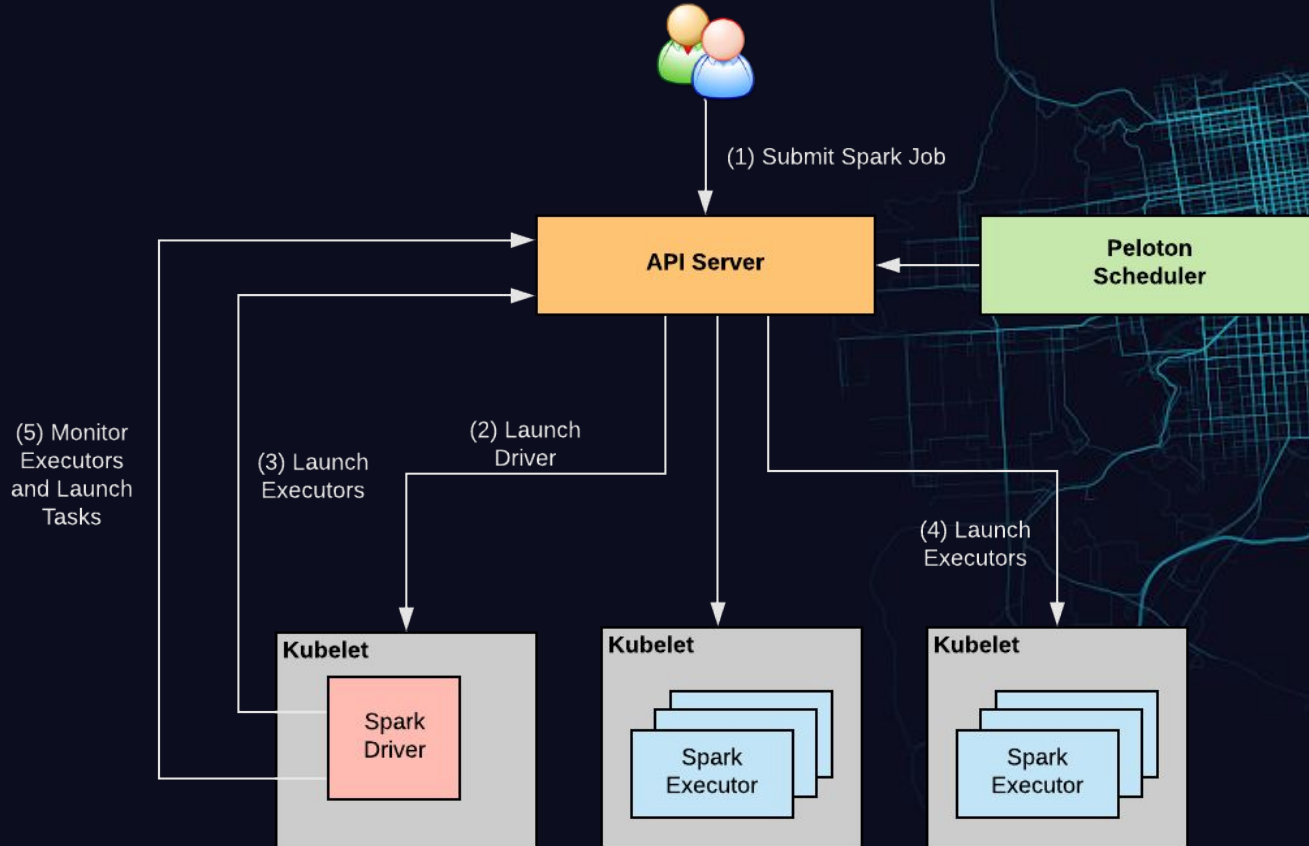 (1) Submit Spark Job
API Server
Peloton
Scheduler
(5) Monitor
Executors
and Launch
Tasks
(3) Launch
Executors
(2) Launch
Driver
(4) Launch
Executors
Kubelet
Spark
Driver
Kubelet
Spark
Executor
Kubelet
Spark
Executor